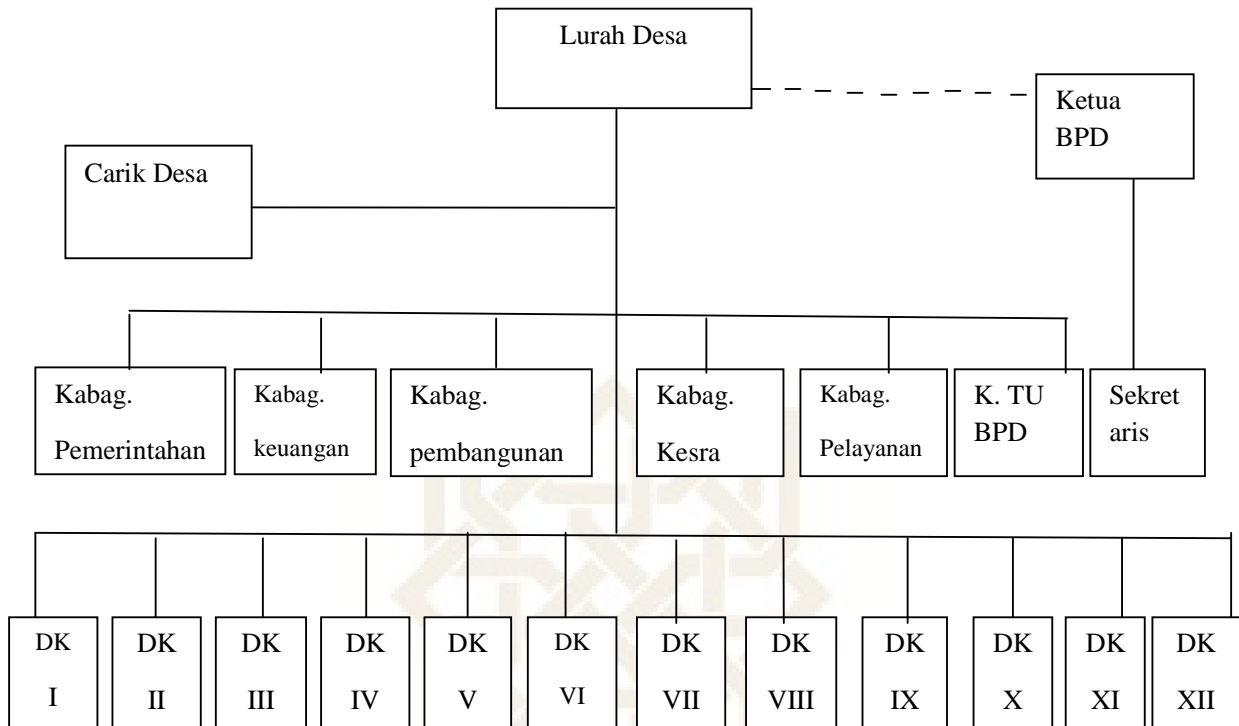 Lurah Desa
Ketua
BPD
Carik Desa
Kabag.
Pemerintahan
Kabag.
keuangan
Kabag.
pembangunan
Kabag.
Kesra
Kabag.
Pelayanan
K. TU
BPD
Sekret
aris
DK
I
DK
II
DK
III
DK
IV
DK
V
DK
VI
DK
VII
DK
VIII
DK
IX
DK
X
DK
XI
DK
XII